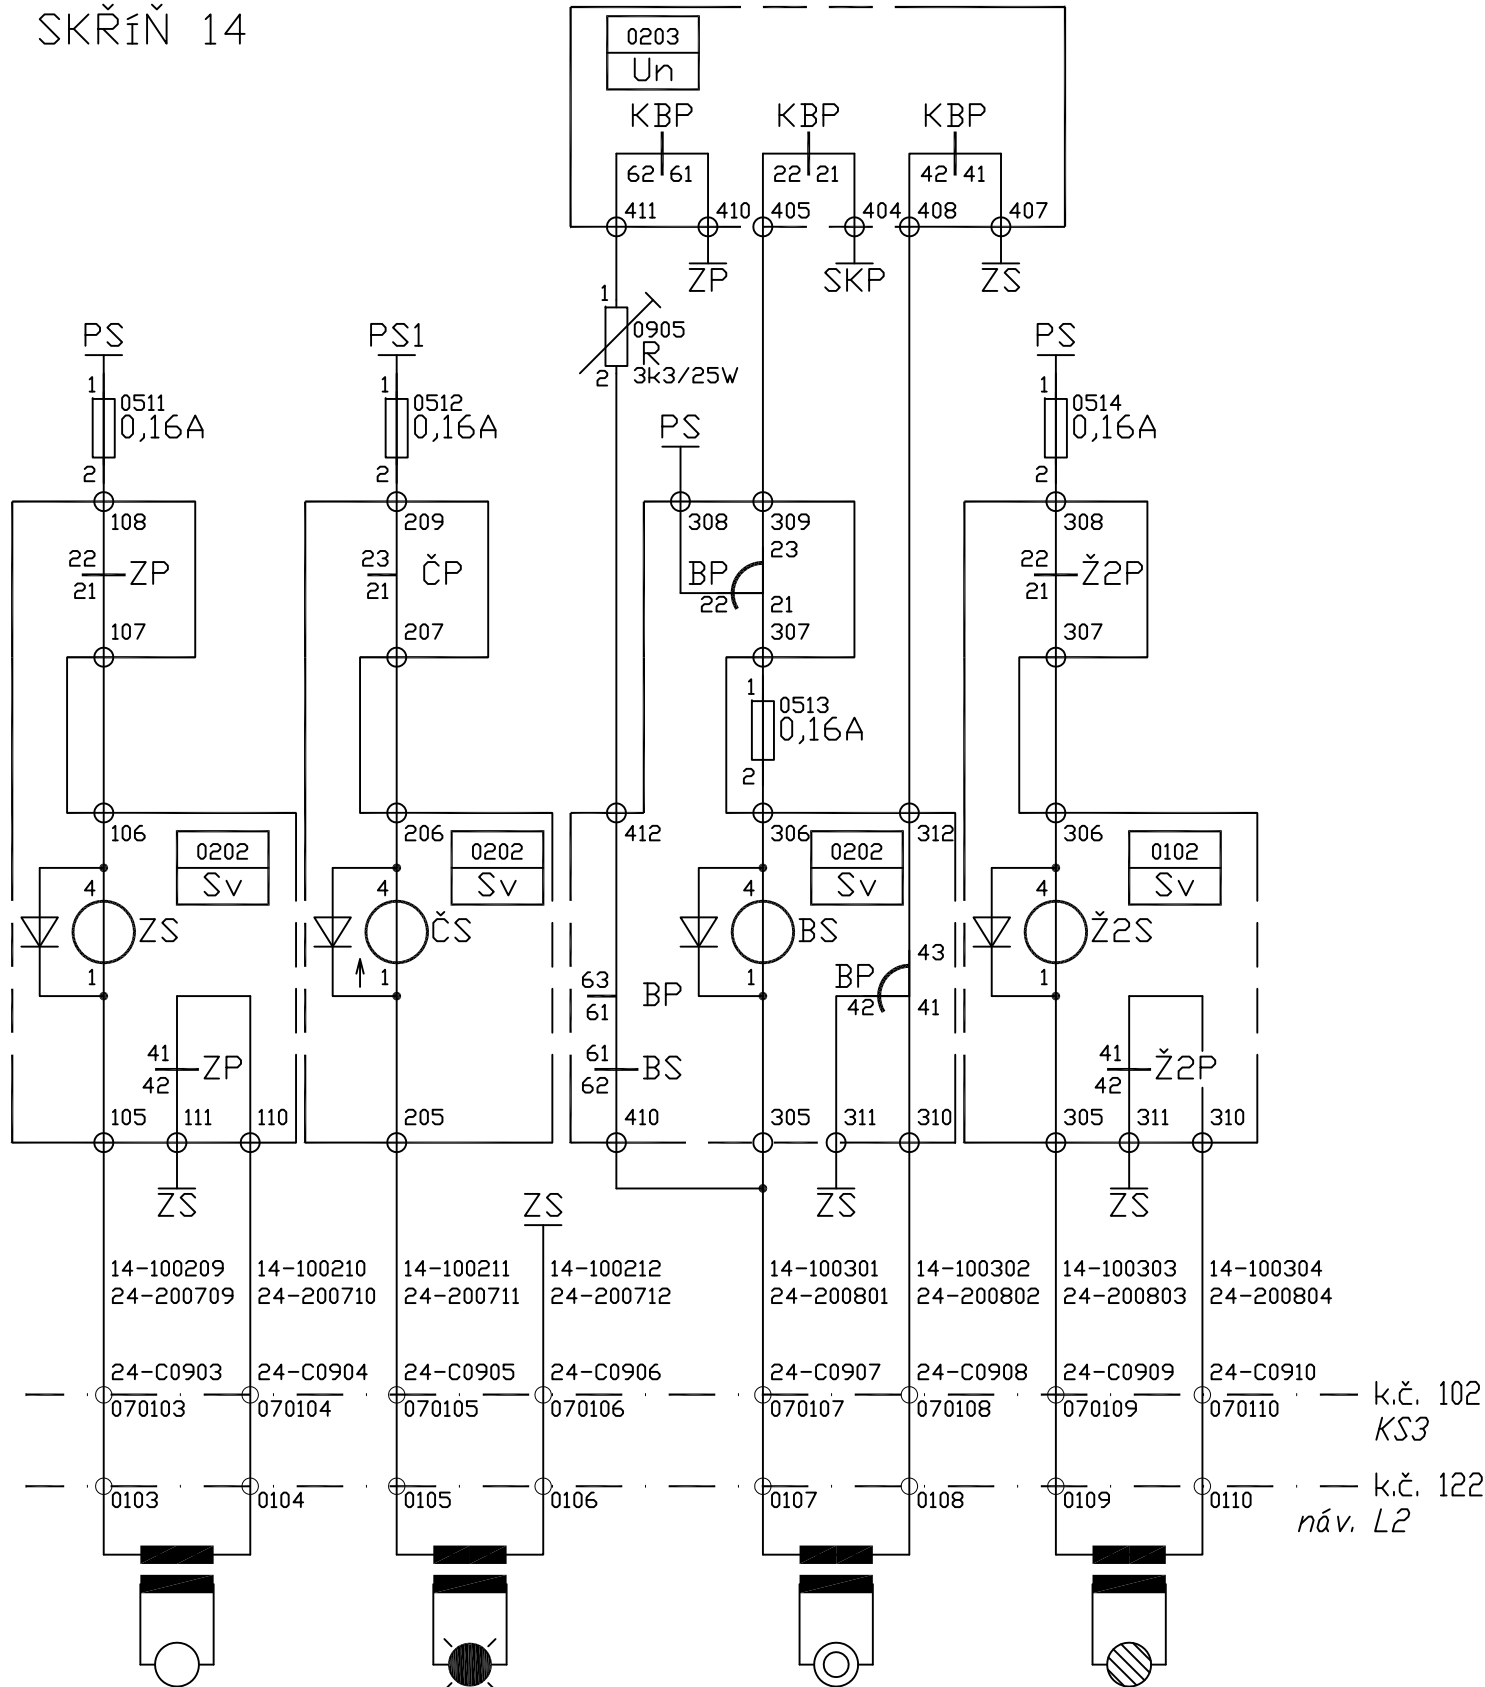 SKŘÍŇ 14
0203
Un
KBP KBP KBP
62 61 22 21 42 41
411 410 405 404 408 407
ZP SKP ZS
1
0905
R
3k3/25W
2
PS PS1 PS
1 1 1
0511 0512 0514
0,16A 0,16A 0,16A
PS
2 2 2
108 209 308 309 308
22 23 23 22
ZP ČP BP Ž2P
21 21 22 21 21
107 207 307 307
1
0513
0,16A
2
106 206 412 306 312 306
0202 0202 0202 0102
Sv Sv Sv Sv
4 4 4 4
ZS ČS BS Ž2S
1 1 1 1
43
63 BP BP
61 42 41
41 ZP 61 BS 41 Ž2P
42 62 42
105 111 110 205 410 305 311 310 305 311 310
ZS ZS ZS ZS
14-100209 14-100210 14-100211 14-100212 14-100301 14-100302 14-100303 14-100304
24-200709 24-200710 24-200711 24-200712 24-200801 24-200802 24-200803 24-200804
24-C0903 24-C0904 24-C0905 24-C0906 24-C0907 24-C0908 24-C0909 24-C0910
k.č. 102
070103 070104 070105 070106 070107 070108 070109 070110
KS3
k.č. 122
0103 0104 0105 0106 0107 0108 0109 0110
náv. L2